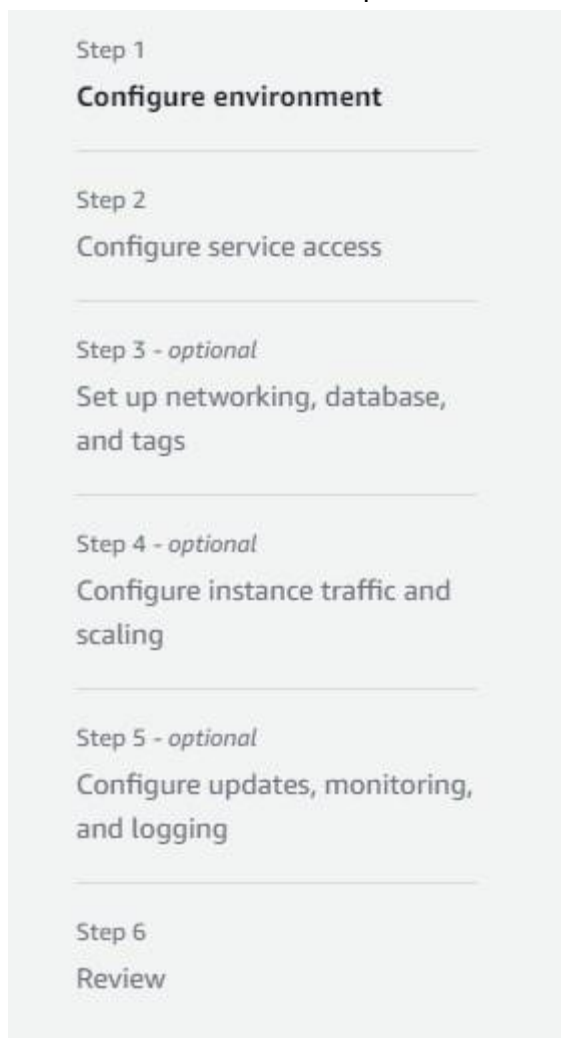 Step 1
Configure environment
Step 2
Configure service access
Step 3 - optional
Set up networking, database,
and tags
Step 4 - optional
Configure instance traffic and
scaling
Step 5 - optional
Configure updates, monitoring,
and logging
Step 6
Review